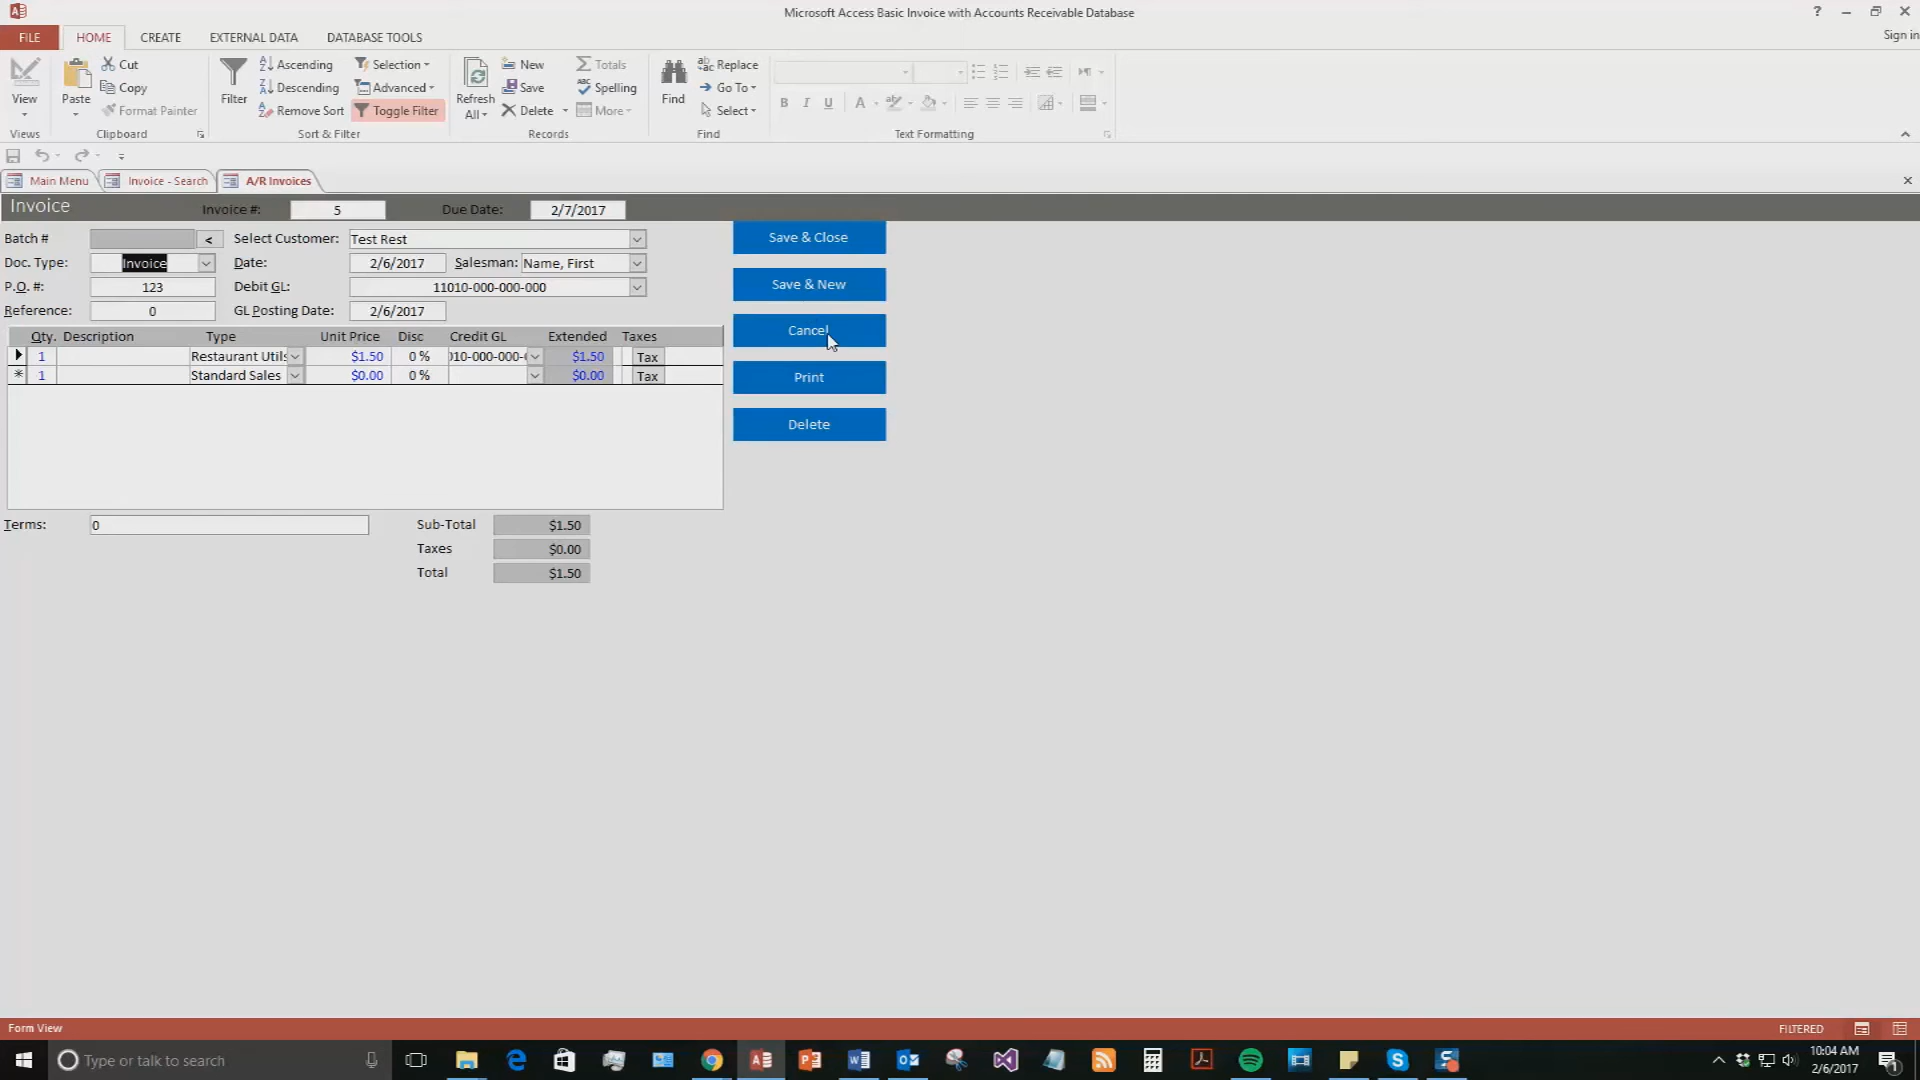 Microsoft Access Basic Invoice with Accounts Receivable Database
?
Sign in
FILE HOME CREATE EXTERNAL DATA DATABASE TOOLS
View
Views
Paste
Cut
Copy
Format Painter
Clipboard
Filter
Ascending
Descending
Remove Sort
Selection
Advanced
Toggle Filter
Sort & Filter
Refresh
All
New
Save
Delete
Totals
Spelling
More
Records
Find
Replace
Go To
Select
Find
B I U A
Text Formatting
Main Menu Invoice - Search A/R Invoices
Invoice Invoice #: 5 Due Date: 2/7/2017
Batch # < Select Customer: Test Rest
Doc. Type: Invoice Date: 2/6/2017 Salesman: Name, First
P.O. #: 123 Debit GL: 11010-000-000-000
Reference: 0 GL Posting Date: 2/6/2017
Qty. Description Type Unit Price Disc Credit GL Extended Taxes
1 Restaurant Utils $1.50 0 % 010-000-000-0 $1.50 Tax
* 1 Standard Sales $0.00 0 % $0.00 Tax
Terms: 0 Sub-Total $1.50
Taxes $0.00
Total $1.50
Save & Close
Save & New
Cancel
Print
Delete
Form View FILTERED
Type or talk to search
10:04 AM
2/6/2017
1